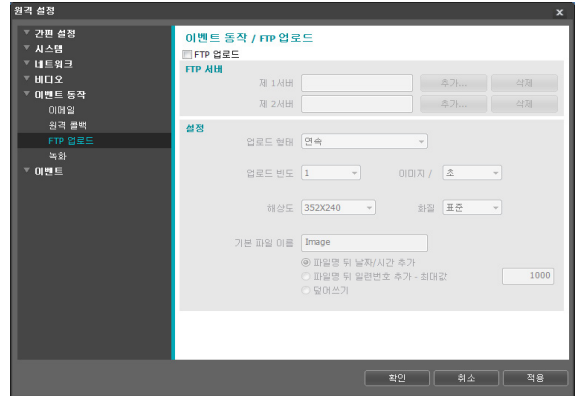 원격 설정
간편 설정
시스템
네트워크
비디오
이벤트 동작
이메일
원격 콜백
FTP 업로드
녹화
이벤트
이벤트 동작 / FTP 업로드
FTP 업로드
FTP 서버
제 1서버 추가... 삭제
제 2서버 추가... 삭제
설정
업로드 형태 연속
업로드 빈도 1 이미지 / 초
해상도 352X240 화질 표준
기본 파일 이름 Image
파일명 뒤 날짜/시간 추가
파일명 뒤 일련번호 추가 - 최대값 1000
덮어쓰기
확인 취소 적용